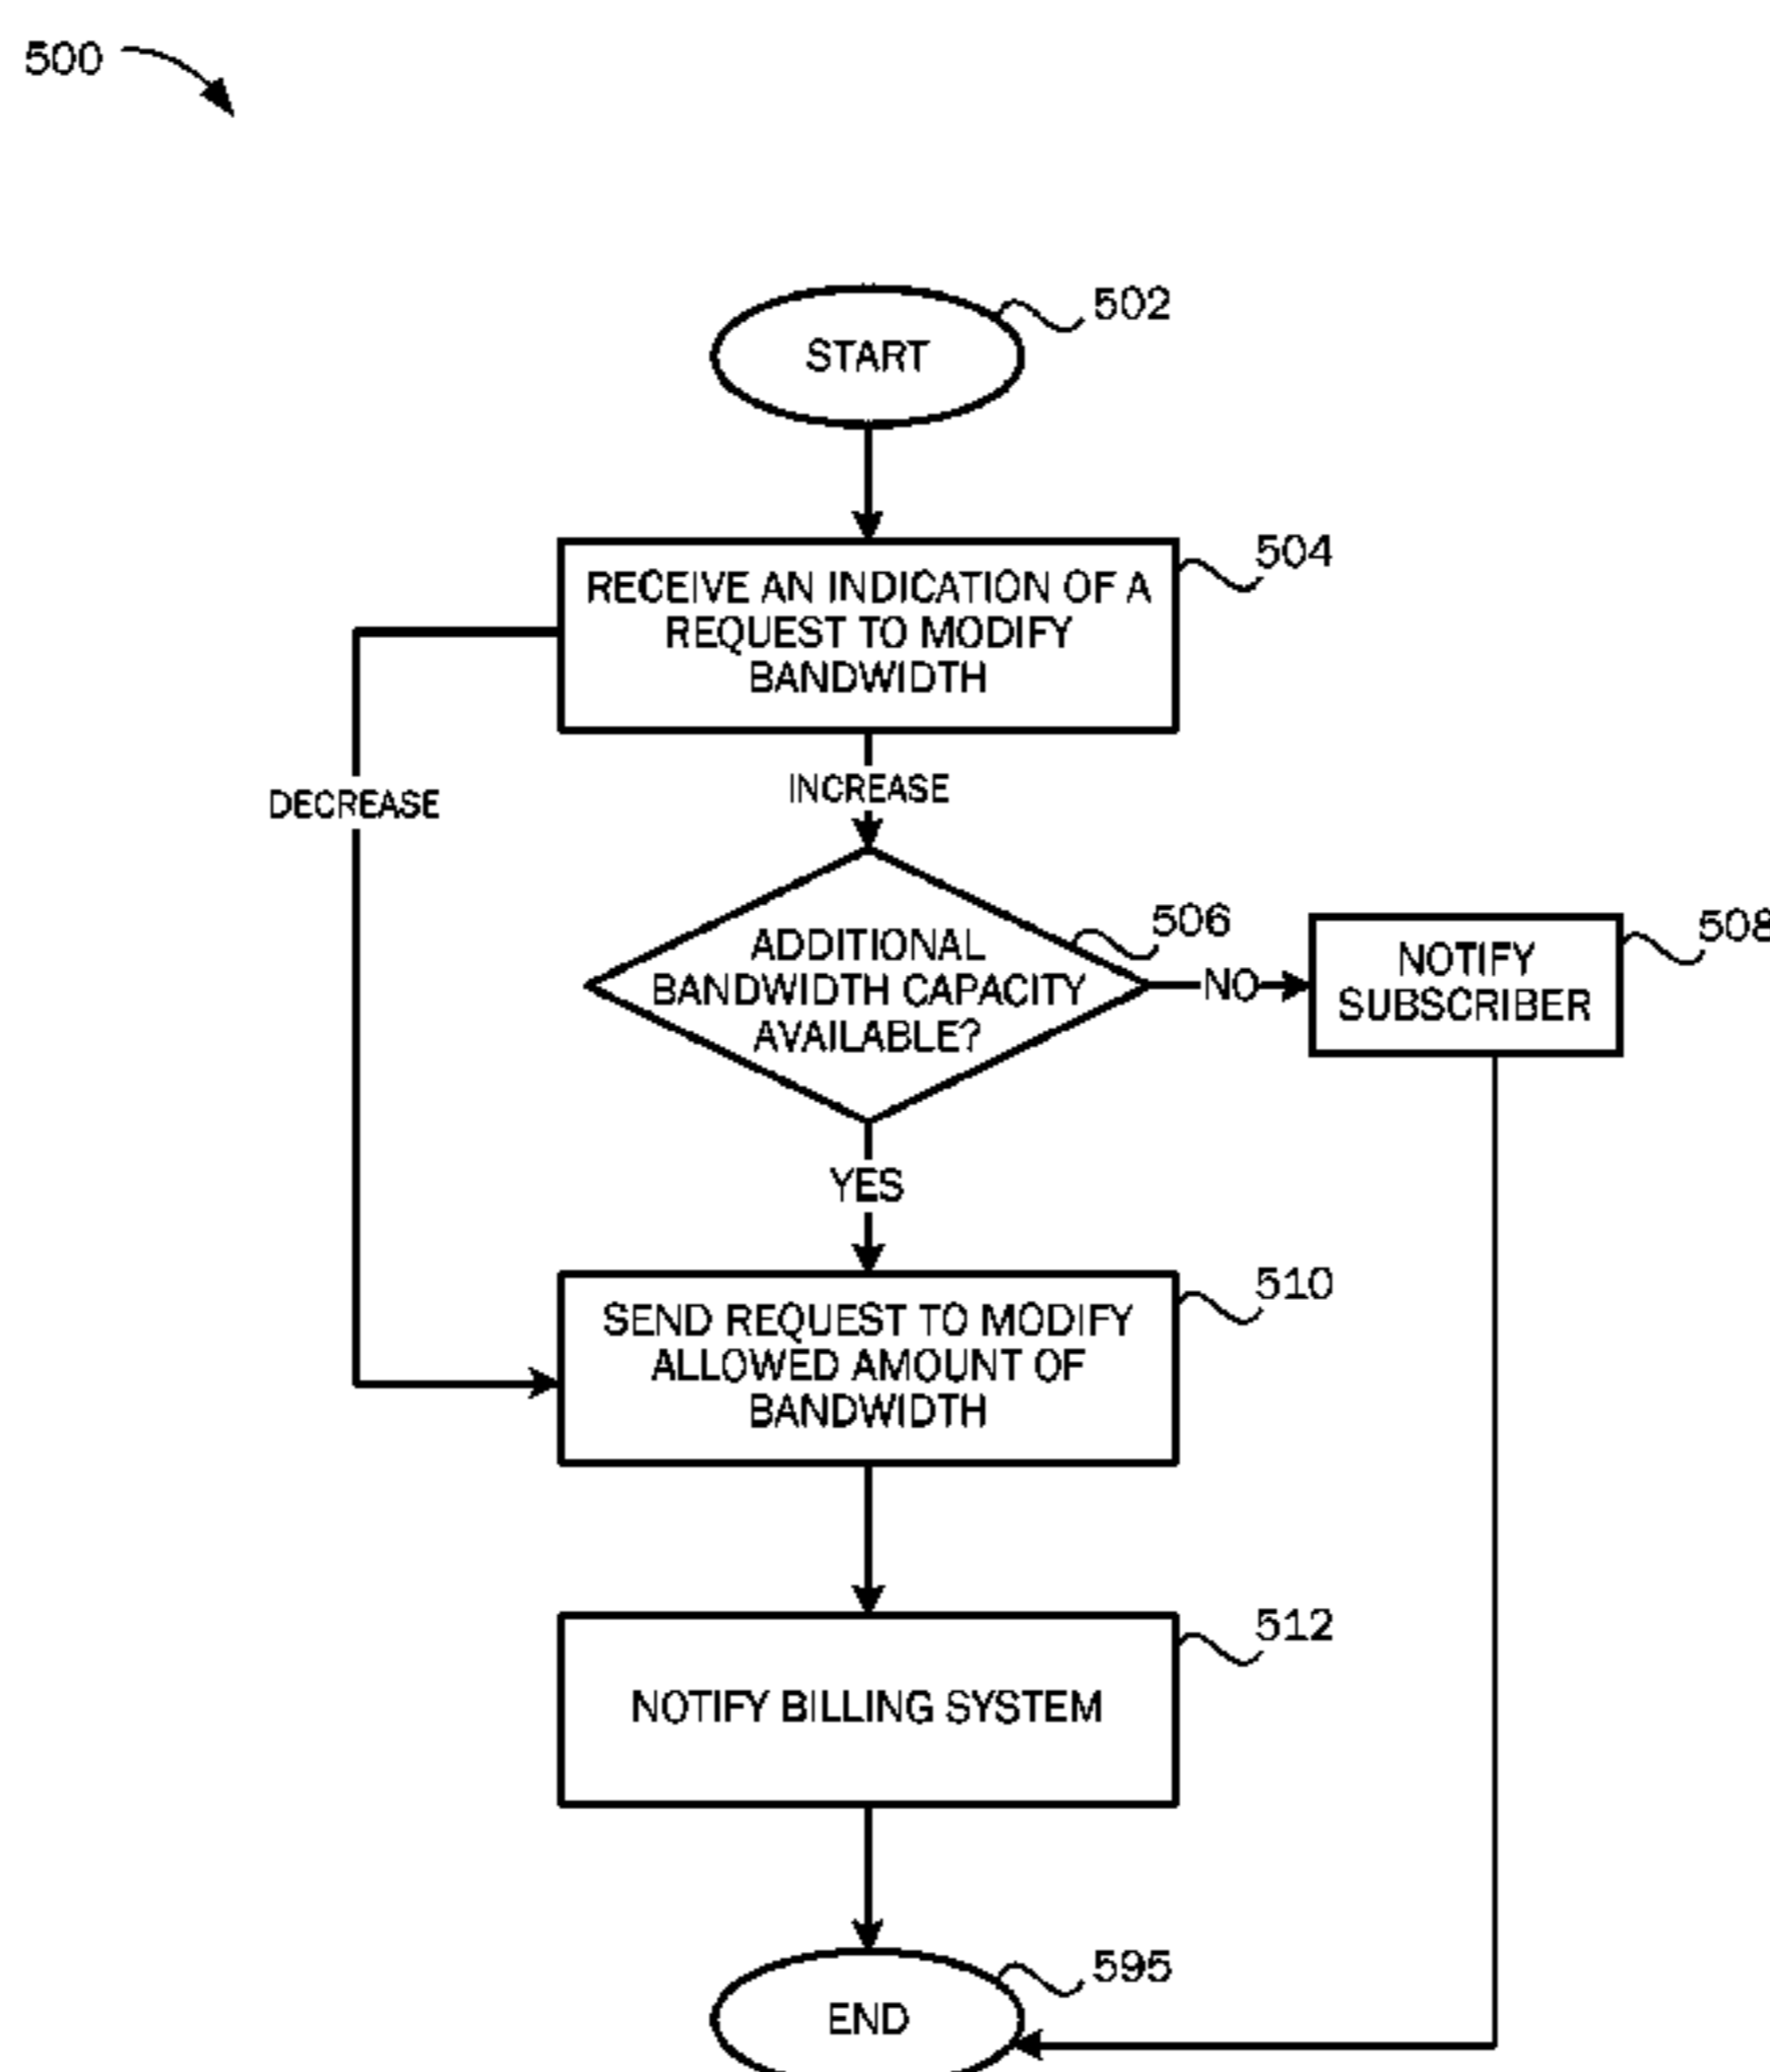 500
502
START
504
RECEIVE AN INDICATION OF A
REQUEST TO MODIFY
BANDWIDTH
DECREASE
INCREASE
506
508
ADDITIONAL
BANDWIDTH CAPACITY
AVAILABLE?
NO
NOTIFY
SUBSCRIBER
YES
510
SEND REQUEST TO MODIFY
ALLOWED AMOUNT OF
BANDWIDTH
512
NOTIFY BILLING SYSTEM
595
END